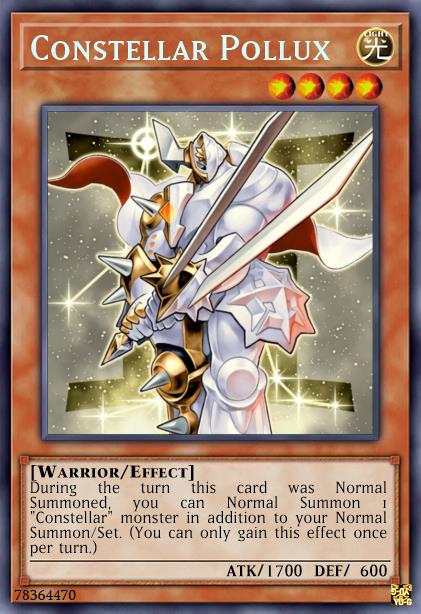 CONSTELLAR POLLUX
LIGHT
光
[WARRIOR/EFFECT]
During the turn this card was Normal
Summoned, you can Normal Summon 1
"Constellar" monster in addition to your Normal
Summon/Set. (You can only gain this effect once
per turn.)
ATK/1700 DEF/ 600
78364470